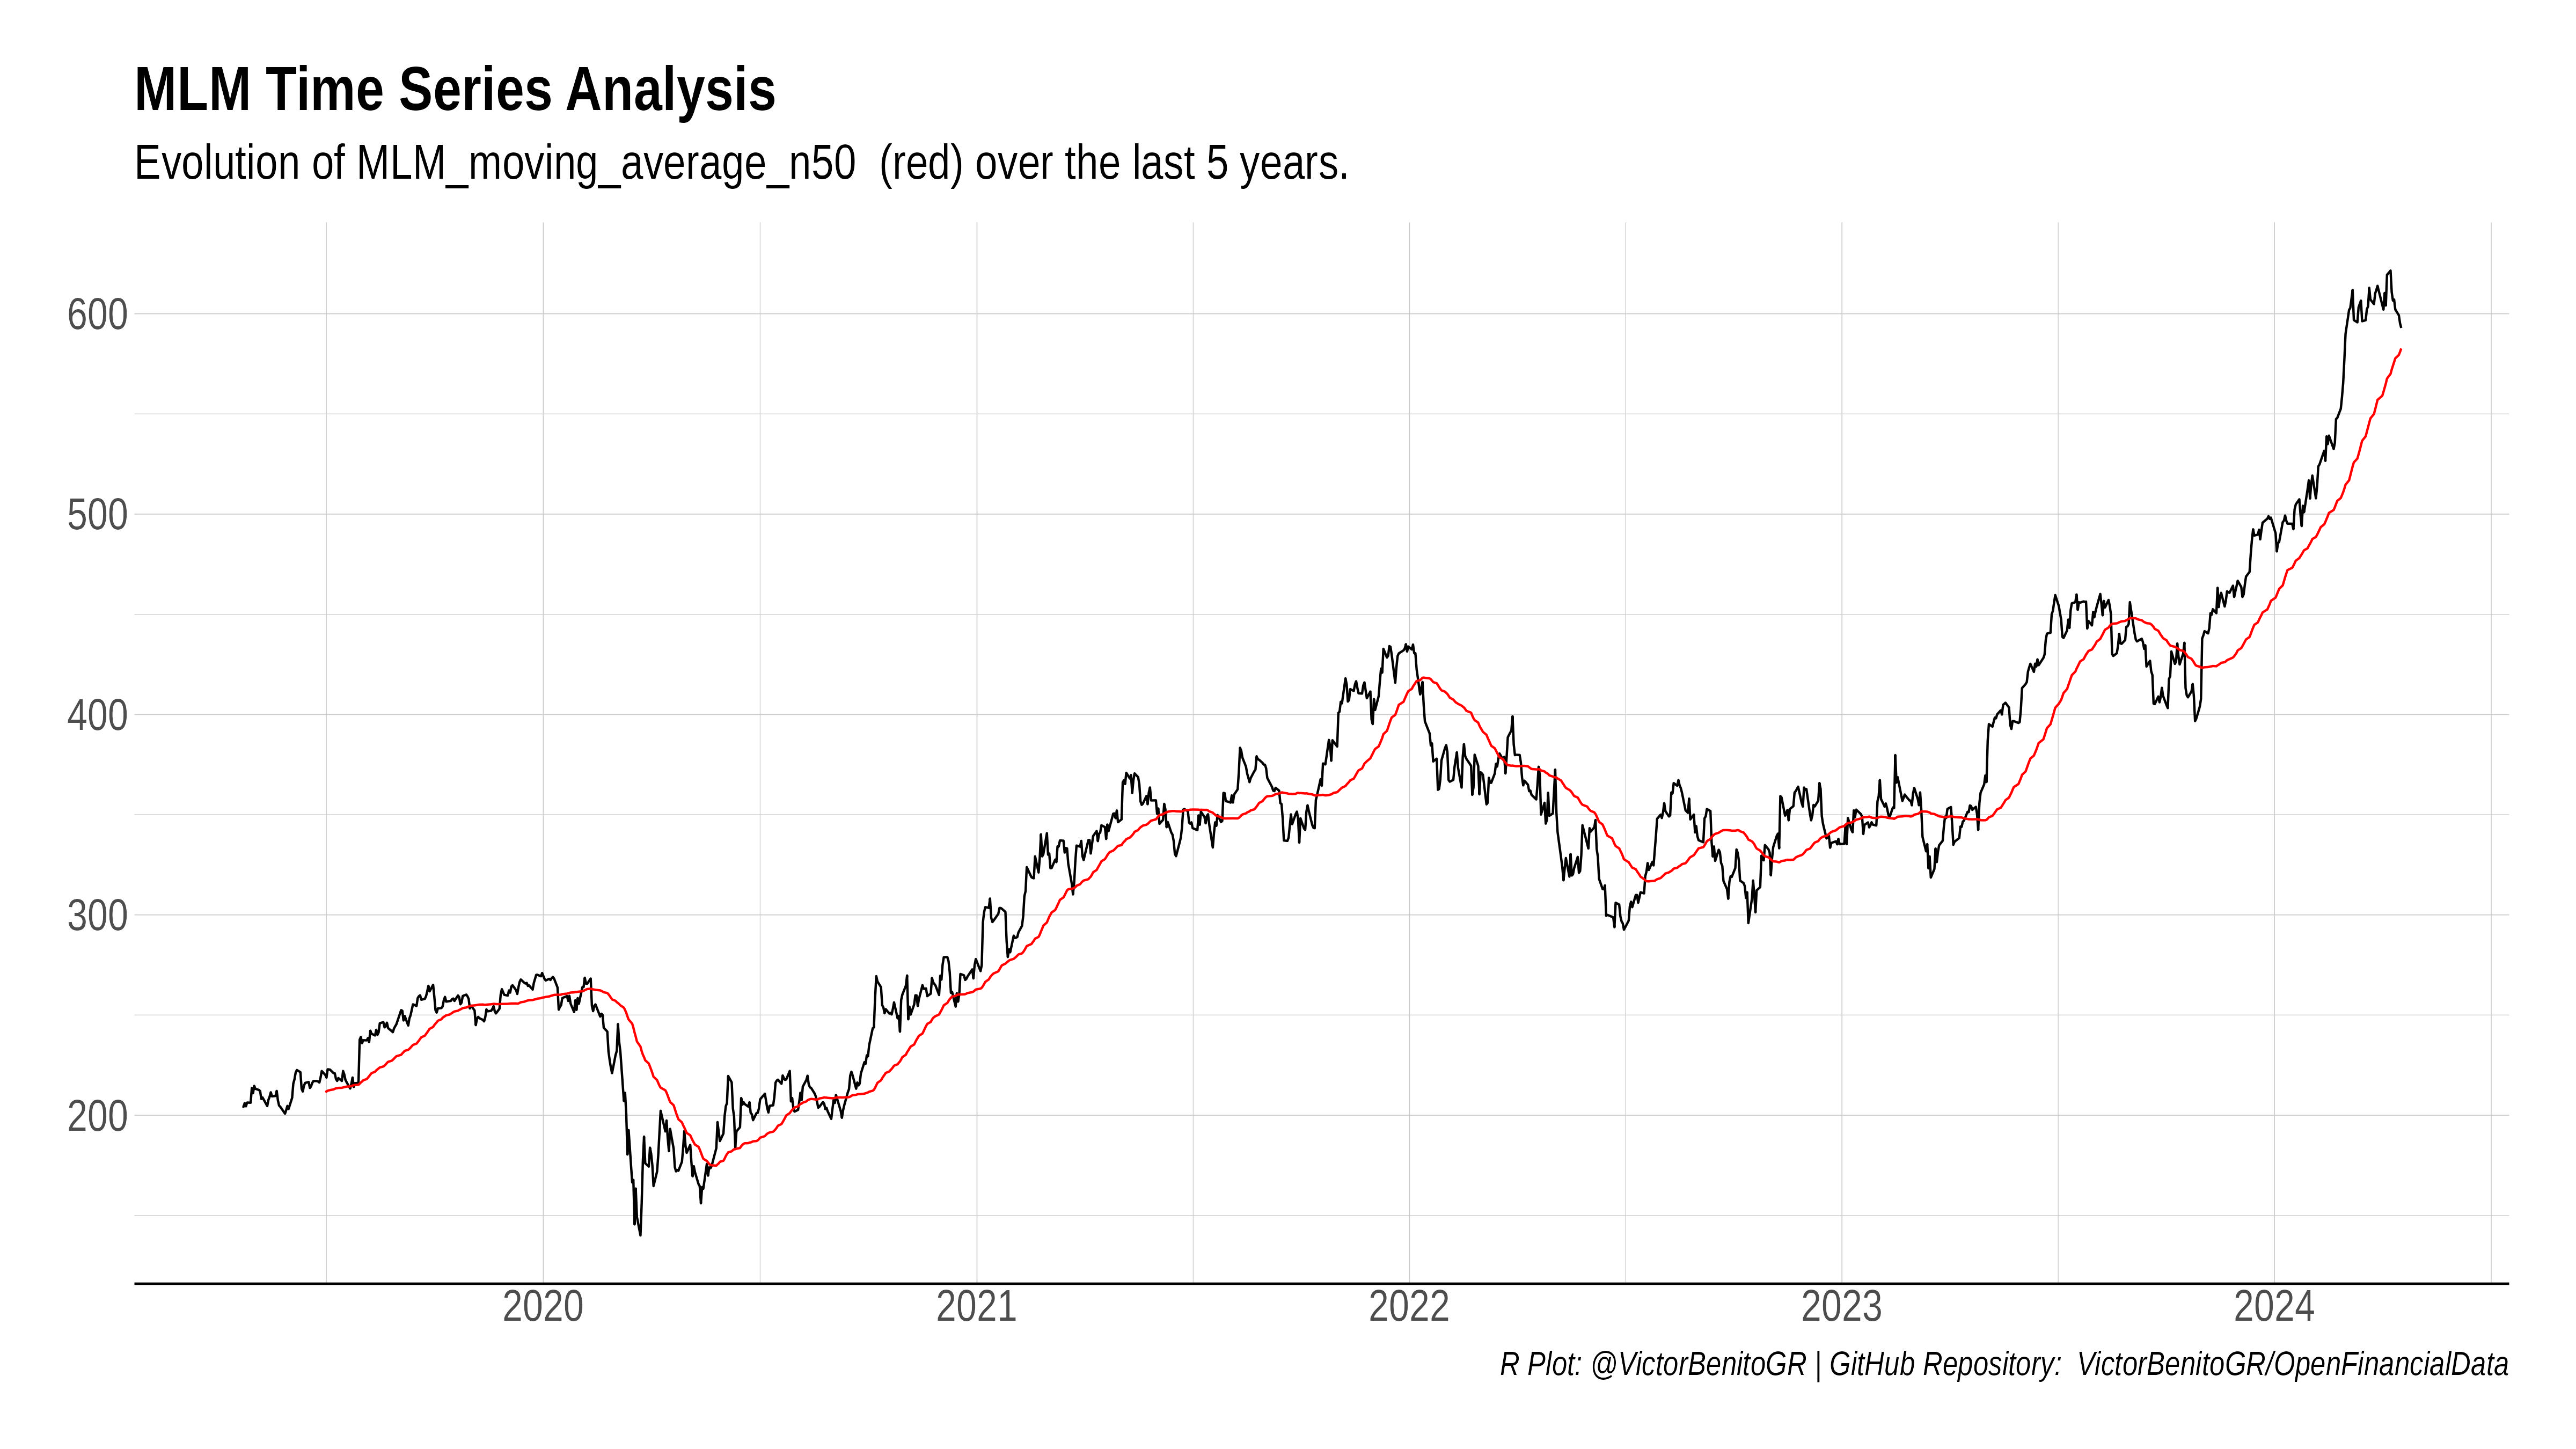 MLM Time Series Analysis
Evolution of MLM_moving_average_n50  (red) over the last 5 years.
600
500
400
300
200
2020 2021 2022 2023 2024
R Plot: @VictorBenitoGR | GitHub Repository:  VictorBenitoGR/OpenFinancialData